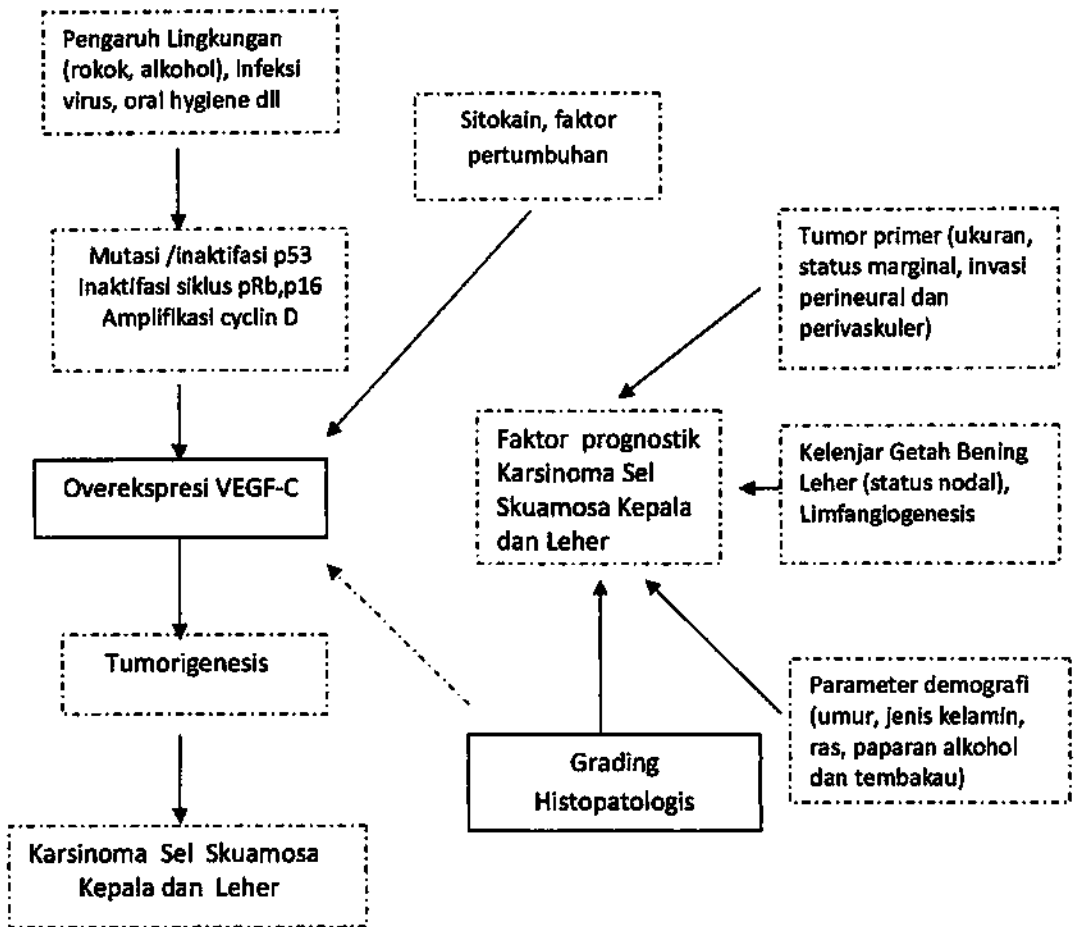 Pengaruh Lingkungan
(rokok, alkohol), infeksi
virus, oral hygiene dll
Sitokain, faktor
pertumbuhan
Mutasi /inaktifasi p53
Inaktifasi siklus pRb,p16
Amplifikasi cyclin D
Tumor primer (ukuran,
status marginal, invasi
perineural dan
perivaskuler)
Overekspresi VEGF-C
Faktor prognostik
Karsinoma Sel
Skuamosa Kepala
dan Leher
Kelenjar Getah Bening
Leher (status nodal),
Limfangiogenesis
Tumorigenesis
Parameter demografi
(umur, jenis kelamin,
ras, paparan alkohol
dan tembakau)
Grading
Histopatologis
Karsinoma Sel Skuamosa
Kepala dan Leher